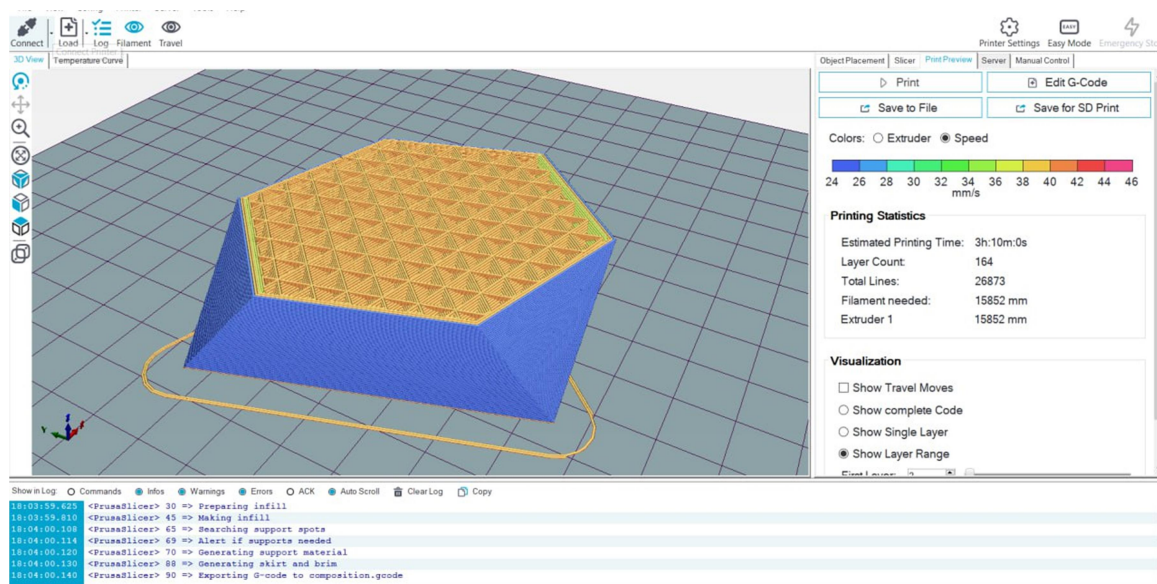 Connect Load Log Filament Travel
Printer Settings Easy Mode Emergency Sto
3D View Temperature Curve
Object Placement Slicer Print Preview Server Manual Control
Print Edit G-Code
Save to File Save for SD Print
Colors: Extruder Speed
24 26 28 30 32 34 36 38 40 42 44 46
mm/s
Printing Statistics
Estimated Printing Time: 3h:10m:0s
Layer Count: 164
Total Lines: 26873
Filament needed: 15852 mm
Extruder 1 15852 mm
Visualization
Show Travel Moves
Show complete Code
Show Single Layer
Show Layer Range
First Layer:
Show in Log: Commands Infos Warnings Errors ACK Auto Scroll Clear Log Copy
18:03:59.625 <PrusaSlicer> 30 => Preparing infill
18:03:59.810 <PrusaSlicer> 45 => Making infill
18:04:00.108 <PrusaSlicer> 65 => Searching support spots
18:04:00.114 <PrusaSlicer> 69 => Alert if supports needed
18:04:00.120 <PrusaSlicer> 70 => Generating support material
18:04:00.130 <PrusaSlicer> 88 => Generating skirt and brim
18:04:00.140 <PrusaSlicer> 90 => Exporting G-code to composition.gcode